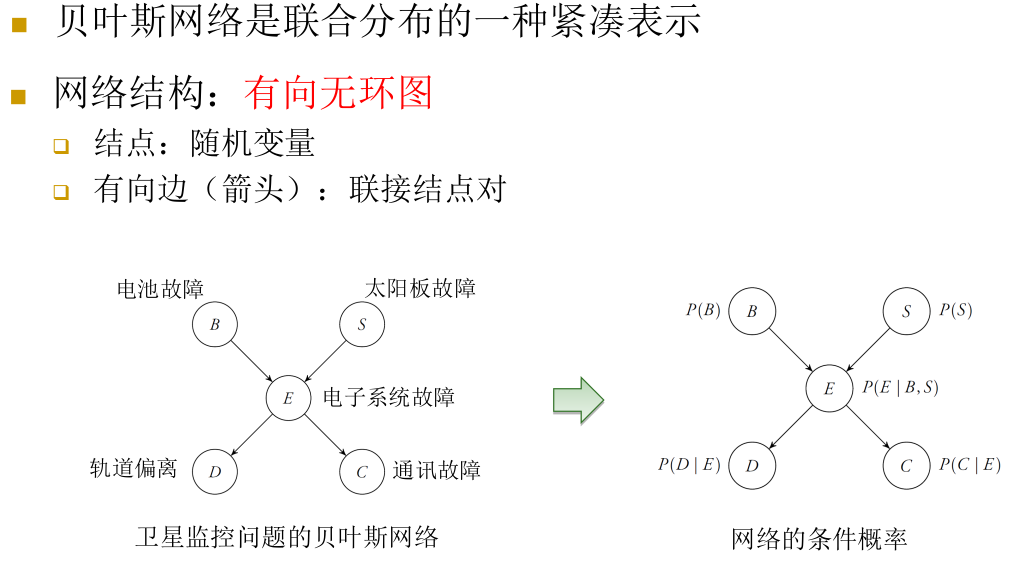 贝叶斯网络是联合分布的一种紧凑表示
网络结构：有向无环图
结点：随机变量
有向边（箭头）：联接结点对
电池故障
太阳板故障
B
S
E
电子系统故障
轨道偏离
D
C
通讯故障
卫星监控问题的贝叶斯网络
P(B)
B
S
P(S)
E
P(E | B, S)
P(D | E)
D
C
P(C | E)
网络的条件概率